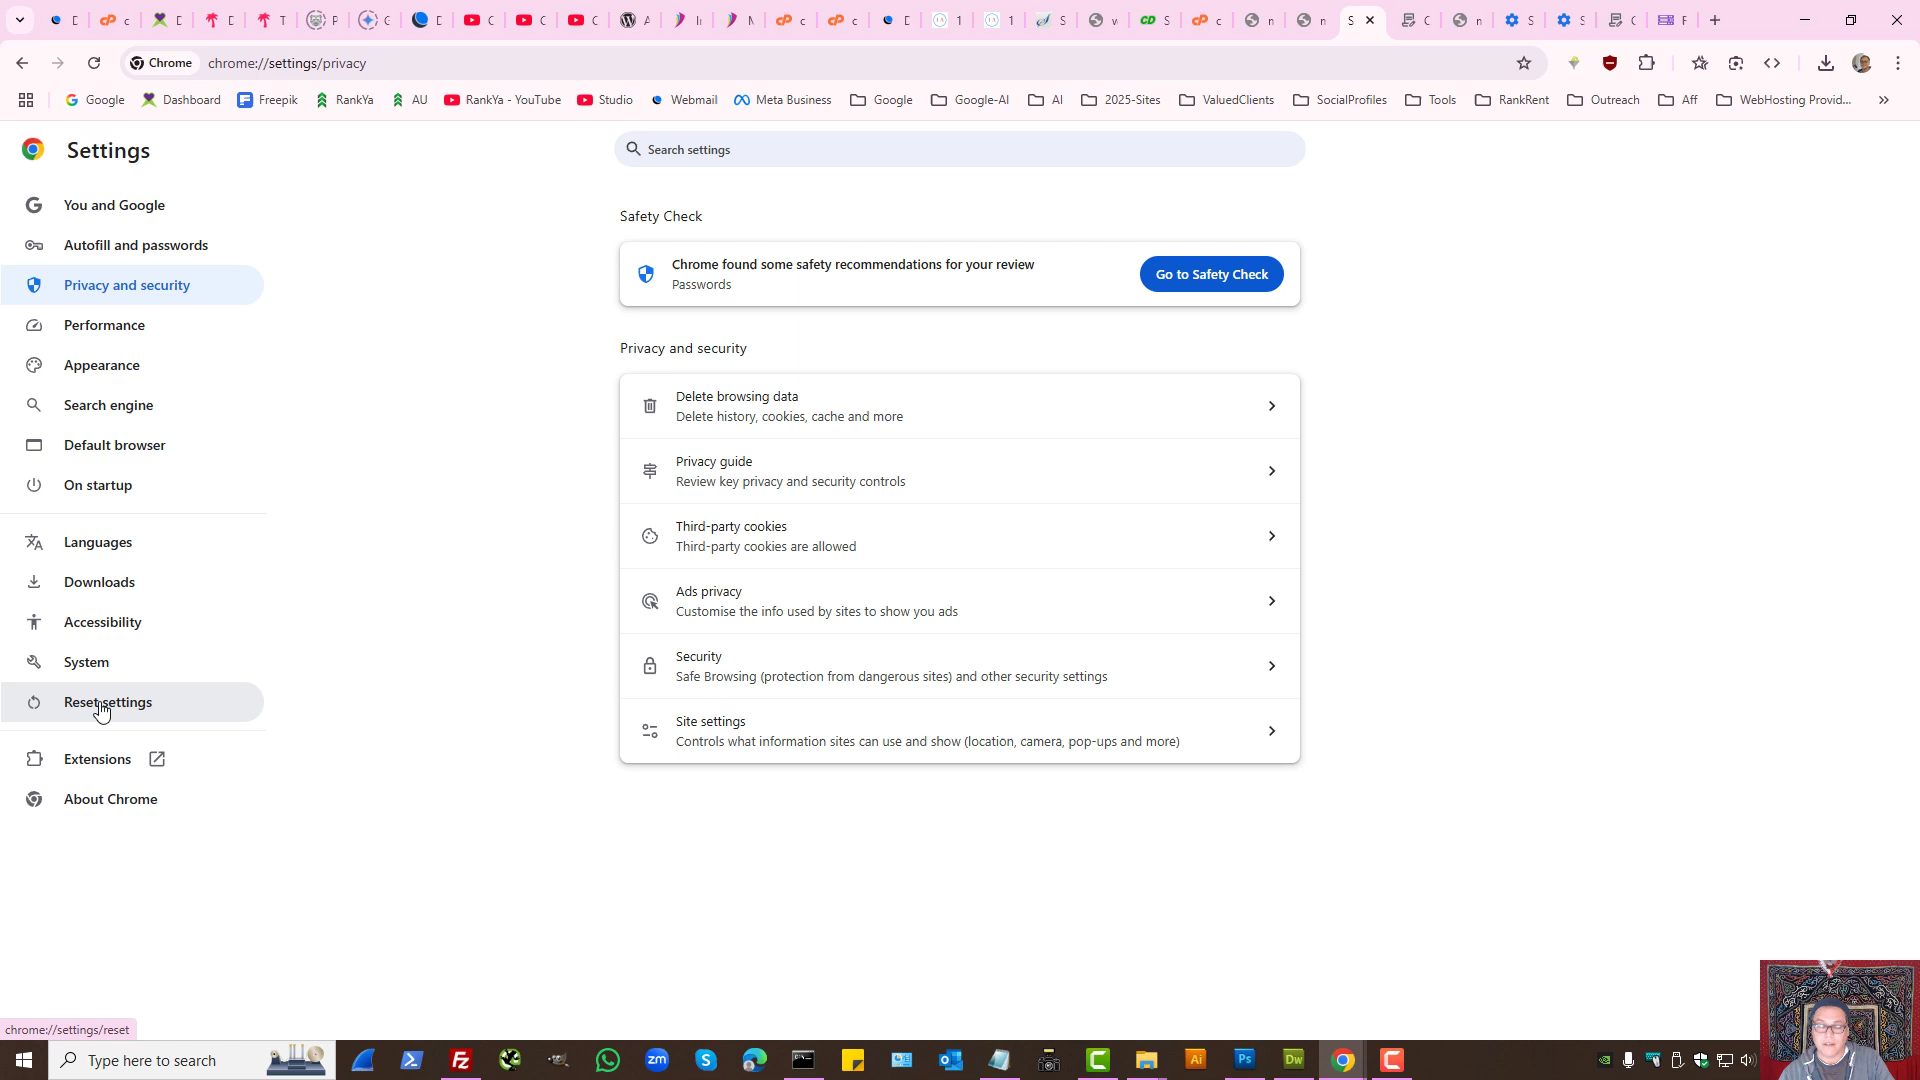 D
c
D
D
T
P
G
D
C
C
C
A
Ir
M
c
c
D
1
1
S
v
S
c
n
n
S
C
n
S
S
C
F
Chrome
chrome://settings/privacy
Google
Dashboard
Freepik
RankYa
AU
RankYa - YouTube
Studio
Webmail
Meta Business
Google
Google-AI
AI
2025-Sites
ValuedClients
SocialProfiles
Tools
RankRent
Outreach
Aff
WebHosting Provid...
Settings
Search settings
You and Google
Autofill and passwords
Privacy and security
Performance
Appearance
Search engine
Default browser
On startup
Languages
Downloads
Accessibility
System
Reset settings
Extensions
About Chrome
Safety Check
Chrome found some safety recommendations for your review
Passwords
Go to Safety Check
Privacy and security
Delete browsing data
Delete history, cookies, cache and more
Privacy guide
Review key privacy and security controls
Third-party cookies
Third-party cookies are allowed
Ads privacy
Customise the info used by sites to show you ads
Security
Safe Browsing (protection from dangerous sites) and other security settings
Site settings
Controls what information sites can use and show (location, camera, pop-ups and more)
chrome://settings/reset
Type here to search